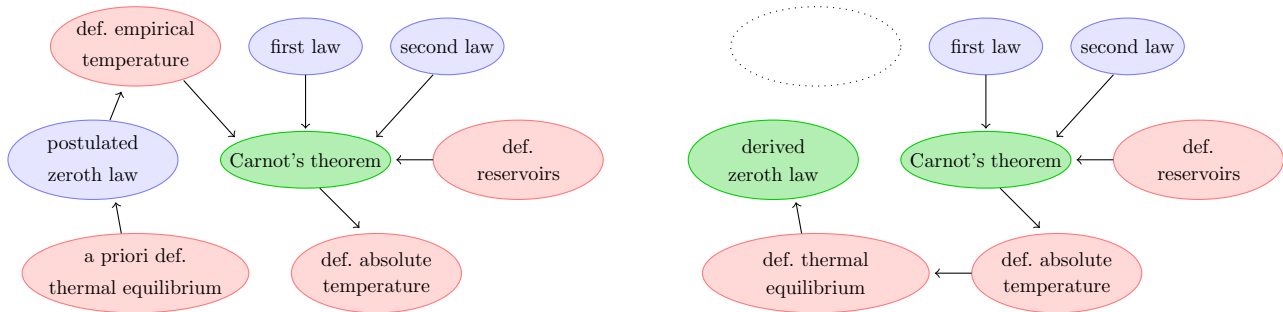 def. empirical
temperature
first law
second law
postulated
zeroth law
Carnot's theorem
def.
reservoirs
a priori def.
thermal equilibrium
def. absolute
temperature
first law
second law
derived
zeroth law
Carnot's theorem
def.
reservoirs
def. thermal
equilibrium
def. absolute
temperature